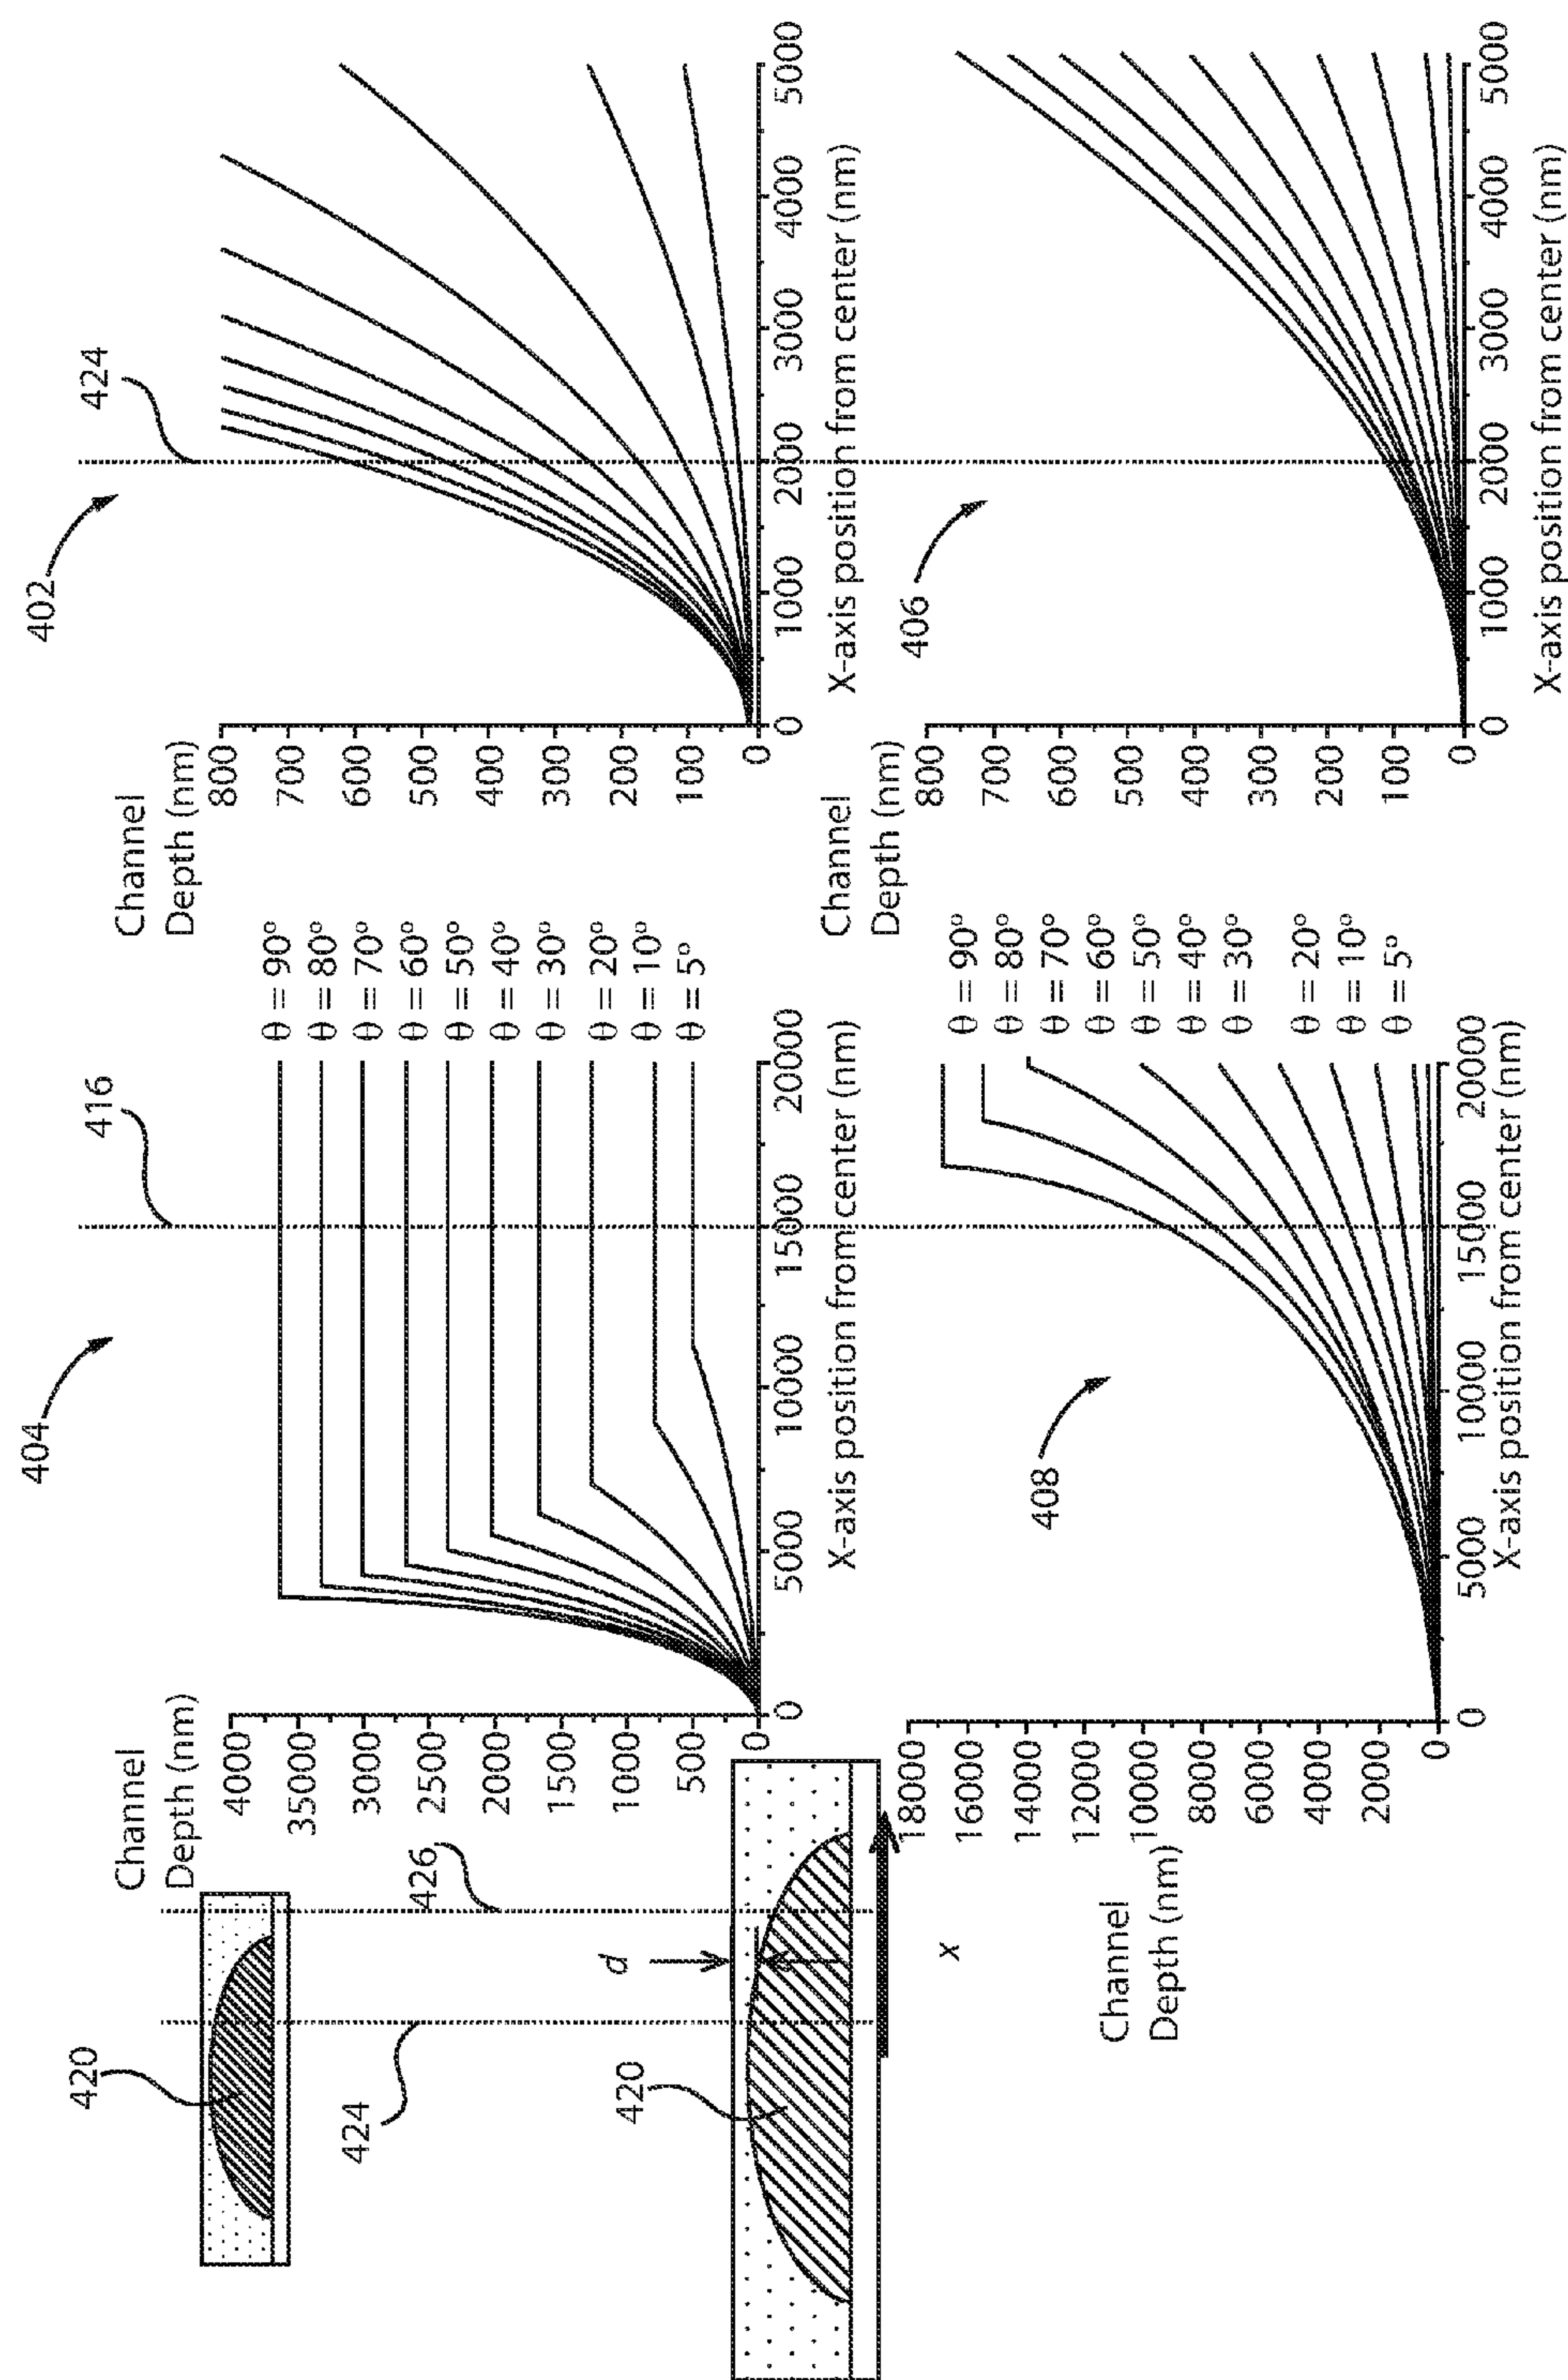 420
424
426
420
d
x
404
416
Channel
Depth (nm)
4000
35000
3000
2500
2000
1500
1000
500
0
0 5000 10000 15000 20000
X-axis position from center (nm)
θ = 90°
θ = 80°
θ = 70°
θ = 60°
θ = 50°
θ = 40°
θ = 30°
θ = 20°
θ = 10°
θ = 5°
402
424
Channel
Depth (nm)
800
700
600
500
400
300
200
100
0
0 1000 2000 3000 4000 5000
X-axis position from center (nm)
408
Channel
Depth (nm)
18000
16000
14000
12000
10000
8000
6000
4000
2000
0
0 5000 10000 15000 20000
X-axis position from center (nm)
θ = 90°
θ = 80°
θ = 70°
θ = 60°
θ = 50°
θ = 40°
θ = 30°
θ = 20°
θ = 10°
θ = 5°
406
Channel
Depth (nm)
800
700
600
500
400
300
200
100
0
0 1000 2000 3000 4000 5000
X-axis position from center (nm)